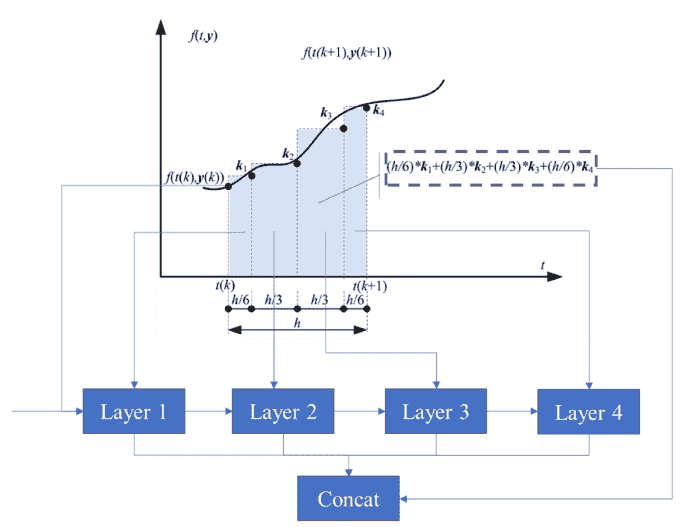 f(t,y)
f(t(k+1),y(k+1))
k3
k4
k1
k2
(h/6)*k1+(h/3)*k2+(h/3)*k3+(h/6)*k4
f(t(k),y(k))
t
t(k)
t(k+1)
h/6 h/3 h/3 h/6
h
Layer 1 Layer 2 Layer 3 Layer 4
Concat